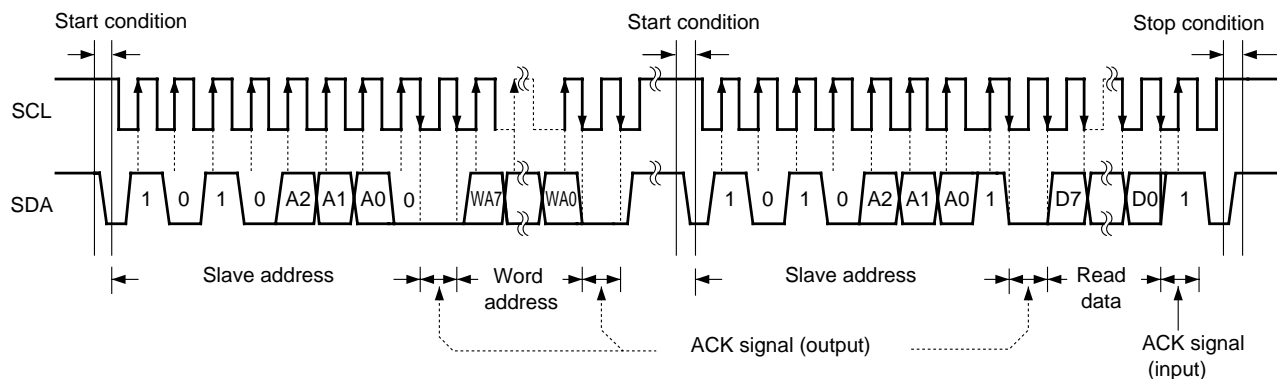 Start condition
Start condition
Stop condition
SCL
SDA
1 0 1 0 A2 A1 A0 0 WA7 WA0 1 0 1 0 A2 A1 A0 1 D7 D0 1
Slave address
Word
address
Slave address
Read
data
ACK signal (output)
ACK signal
(input)